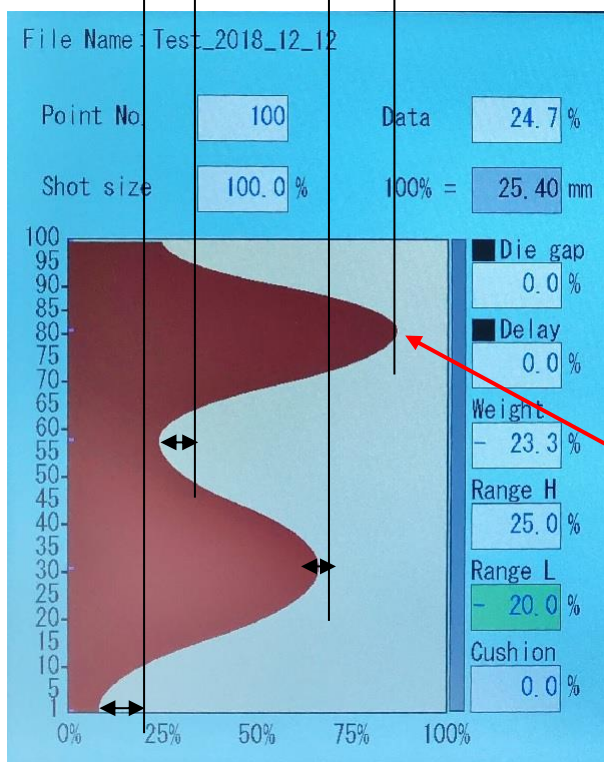 File Name:Test_2018_12_12
Point No. 100 Data 24.7 %
Shot size 100.0 % 100% = 25.40 mm
100
95
90
85
80
75
70
65
60
55
50
45
40
35
30
25
20
15
10
5
1
0% 25% 50% 75% 100%
Die gap
0.0 %
Delay
0.0 %
Weight
- 23.3 %
Range H
25.0 %
Range L
- 20.0 %
Cushion
0.0 %